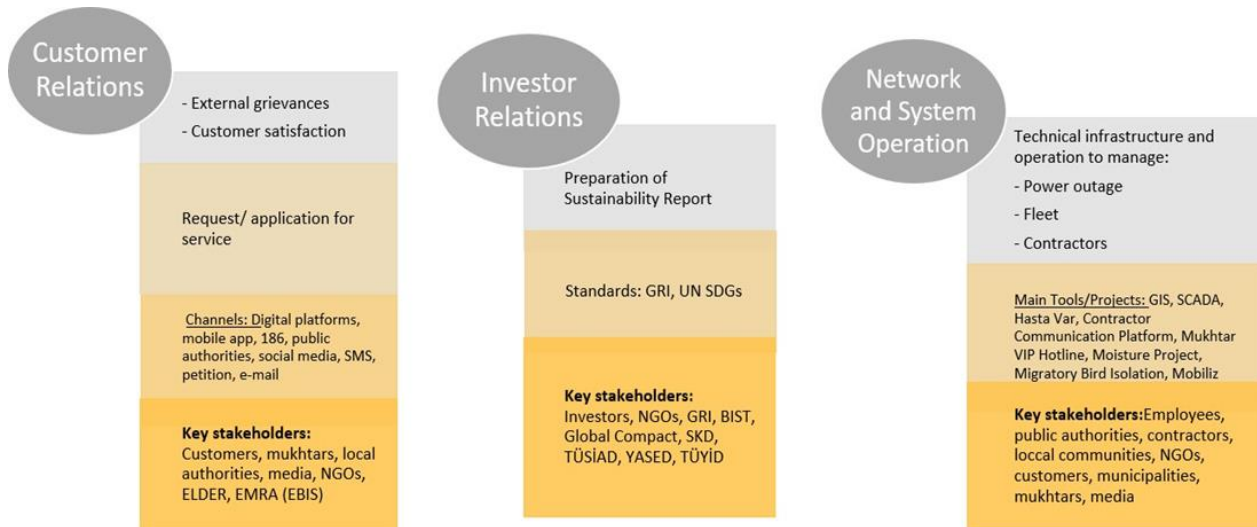 Customer
Relations
- External grievances
- Customer satisfaction
Request/ application for
service
Channels: Digital platforms,
mobile app, 186, public
authorities, social media, SMS,
petition, e-mail
Key stakeholders:
Customers, mukhtars, local
authorities, media, NGOs,
ELDER, EMRA (EBIS)
Investor
Relations
Preparation of
Sustainability Report
Standards: GRI, UN SDGs
Key stakeholders:
Investors, NGOs, GRI, BIST,
Global Compact, SKD,
TÜSİAD, YASED, TÜYİD
Network
and System
Operation
Technical infrastructure and
operation to manage:
- Power outage
- Fleet
- Contractors
Main Tools/Projects: GIS, SCADA,
Hasta Var, Contractor
Communication Platform, Mukhtar
VIP Hotline, Moisture Project,
Migratory Bird Isolation, Mobiliz
Key stakeholders:Employees,
public authorities, contractors,
loccal communities, NGOs,
customers, municipalities,
mukhtars, media